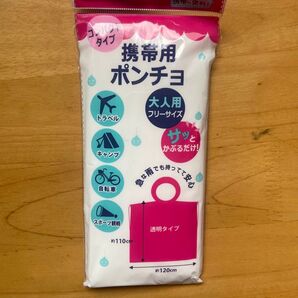 コンパクト
タイプ
携帯用
ポンチョ
トラベル
キャンプ
自転車
スポーツ観戦
大人用
フリーサイズ
サッと
かぶるだけ!
急な雨でも持ってて安心
透明タイプ
約110cm
約120cm